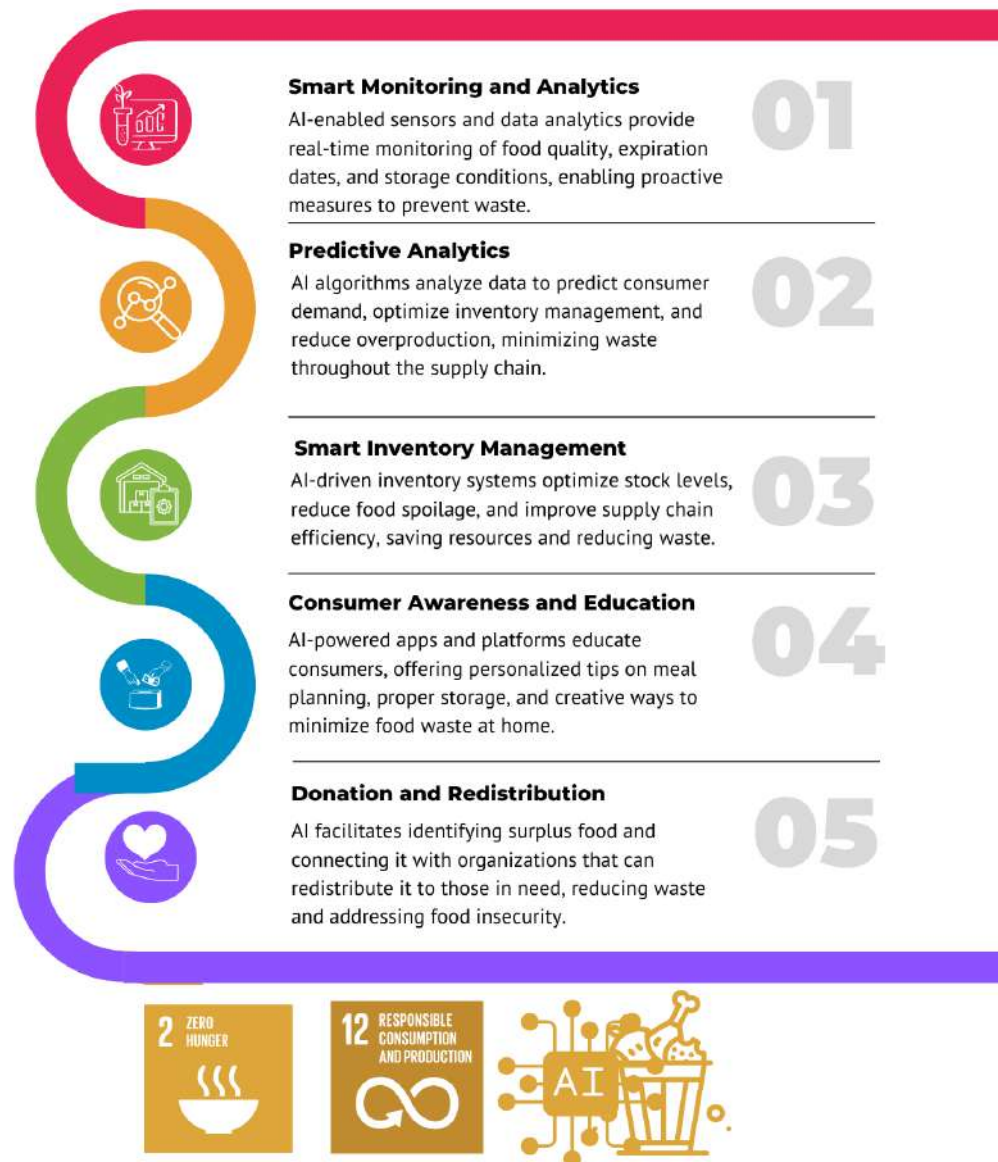 Smart Monitoring and Analytics
01
AI-enabled sensors and data analytics provide
real-time monitoring of food quality, expiration
dates, and storage conditions, enabling proactive
measures to prevent waste.
Predictive Analytics
02
AI algorithms analyze data to predict consumer
demand, optimize inventory management, and
reduce overproduction, minimizing waste
throughout the supply chain.
Smart Inventory Management
03
AI-driven inventory systems optimize stock levels,
reduce food spoilage, and improve supply chain
efficiency, saving resources and reducing waste.
Consumer Awareness and Education
04
AI-powered apps and platforms educate
consumers, offering personalized tips on meal
planning, proper storage, and creative ways to
minimize food waste at home.
Donation and Redistribution
05
AI facilitates identifying surplus food and
connecting it with organizations that can
redistribute it to those in need, reducing waste
and addressing food insecurity.
2 ZERO
HUNGER
12 RESPONSIBLE
CONSUMPTION
AND PRODUCTION
AI